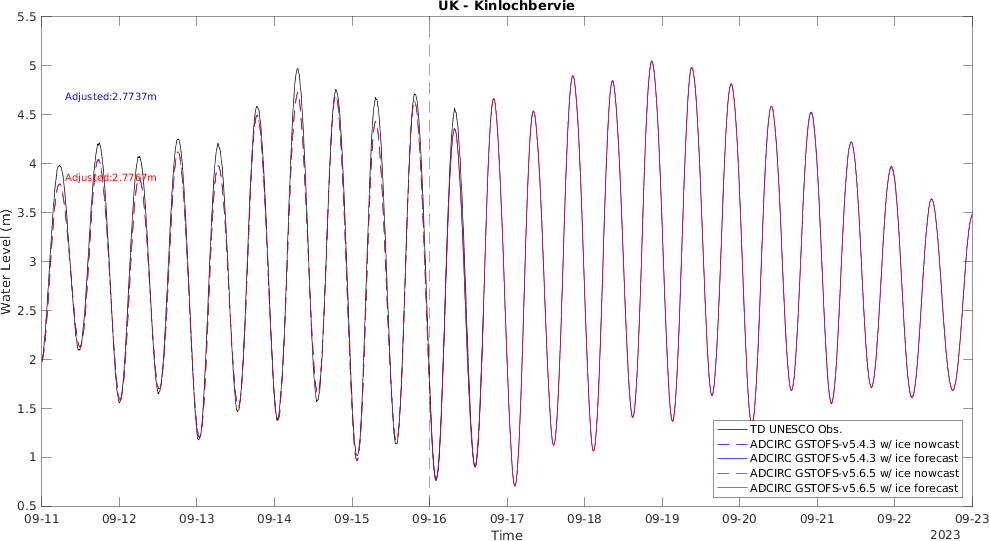 UK - Kinlochbervie
5.5
5
4.5
4
3.5
3
2.5
2
1.5
1
0.5
Water Level (m)
Adjusted:2.7737m
Adjusted:2.7767m
TD UNESCO Obs.
ADCIRC GSTOFS-v5.4.3 w/ ice nowcast
ADCIRC GSTOFS-v5.4.3 w/ ice forecast
ADCIRC GSTOFS-v5.6.5 w/ ice nowcast
ADCIRC GSTOFS-v5.6.5 w/ ice forecast
09-11 09-12 09-13 09-14 09-15 09-16 09-17 09-18 09-19 09-20 09-21 09-22 09-23
Time
2023